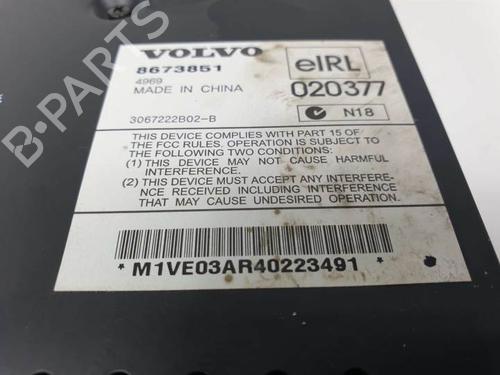 VOLVO
8673851
4969
MADE IN CHINA
3067222B02-B
eIRL
020377
N18
THIS DEVICE COMPLIES WITH PART 15 OF
THE FCC RULES. OPERATION IS SUBJECT TO
THE FOLLOWING TWO CONDITIONS:
(1) THIS DEVICE MAY NOT CAUSE HARMFUL
INTERFERENCE.
(2) THIS DEVICE MUST ACCEPT ANY INTERFERE-
NCE RECEIVED INCLUDING INTERFERENCE
THAT MAY CAUSE UNDESIRED OPERATION.
* M1VE03AR40223491 *
B-Parts